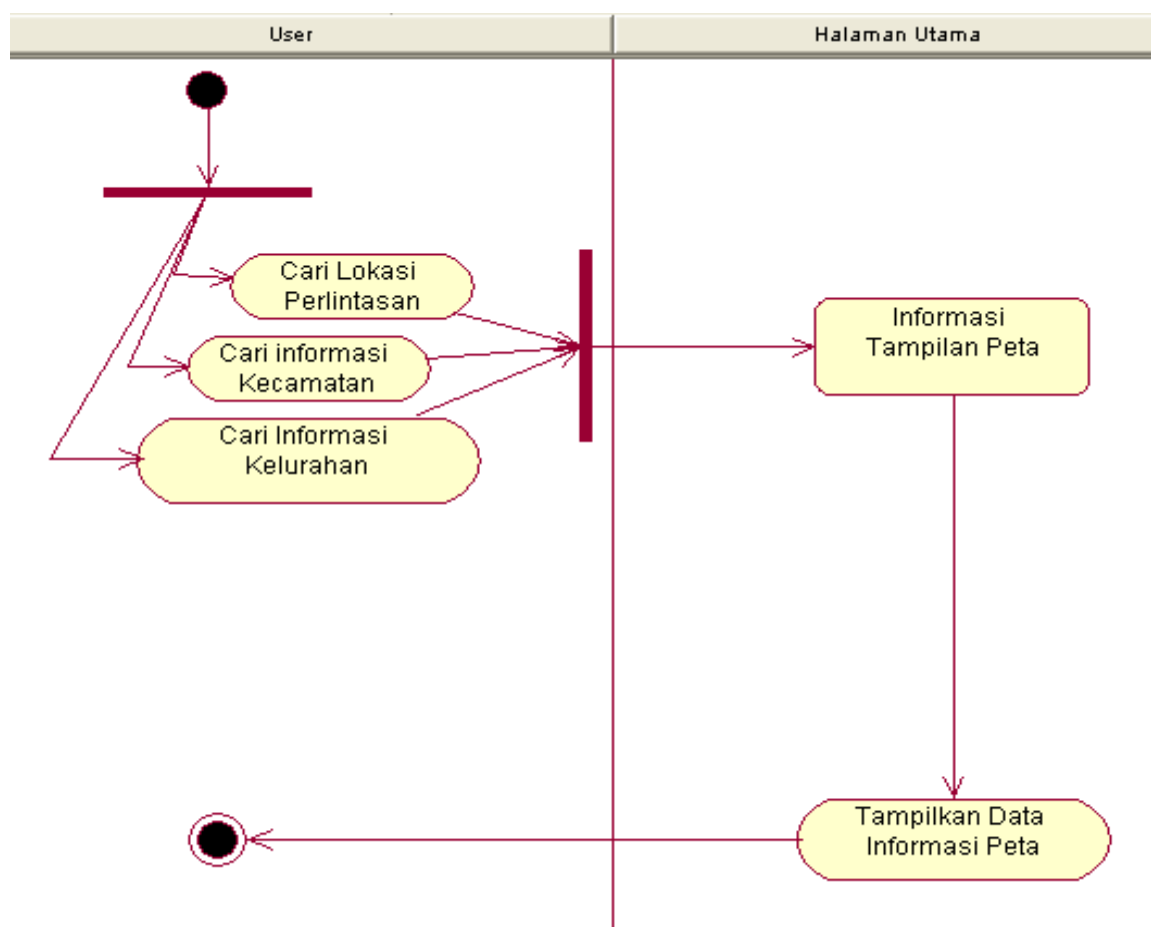 User
Halaman Utama
Cari Lokasi
Perlintasan
Cari informasi
Kecamatan
Cari Informasi
Kelurahan
Informasi
Tampilan Peta
Tampilkan Data
Informasi Peta